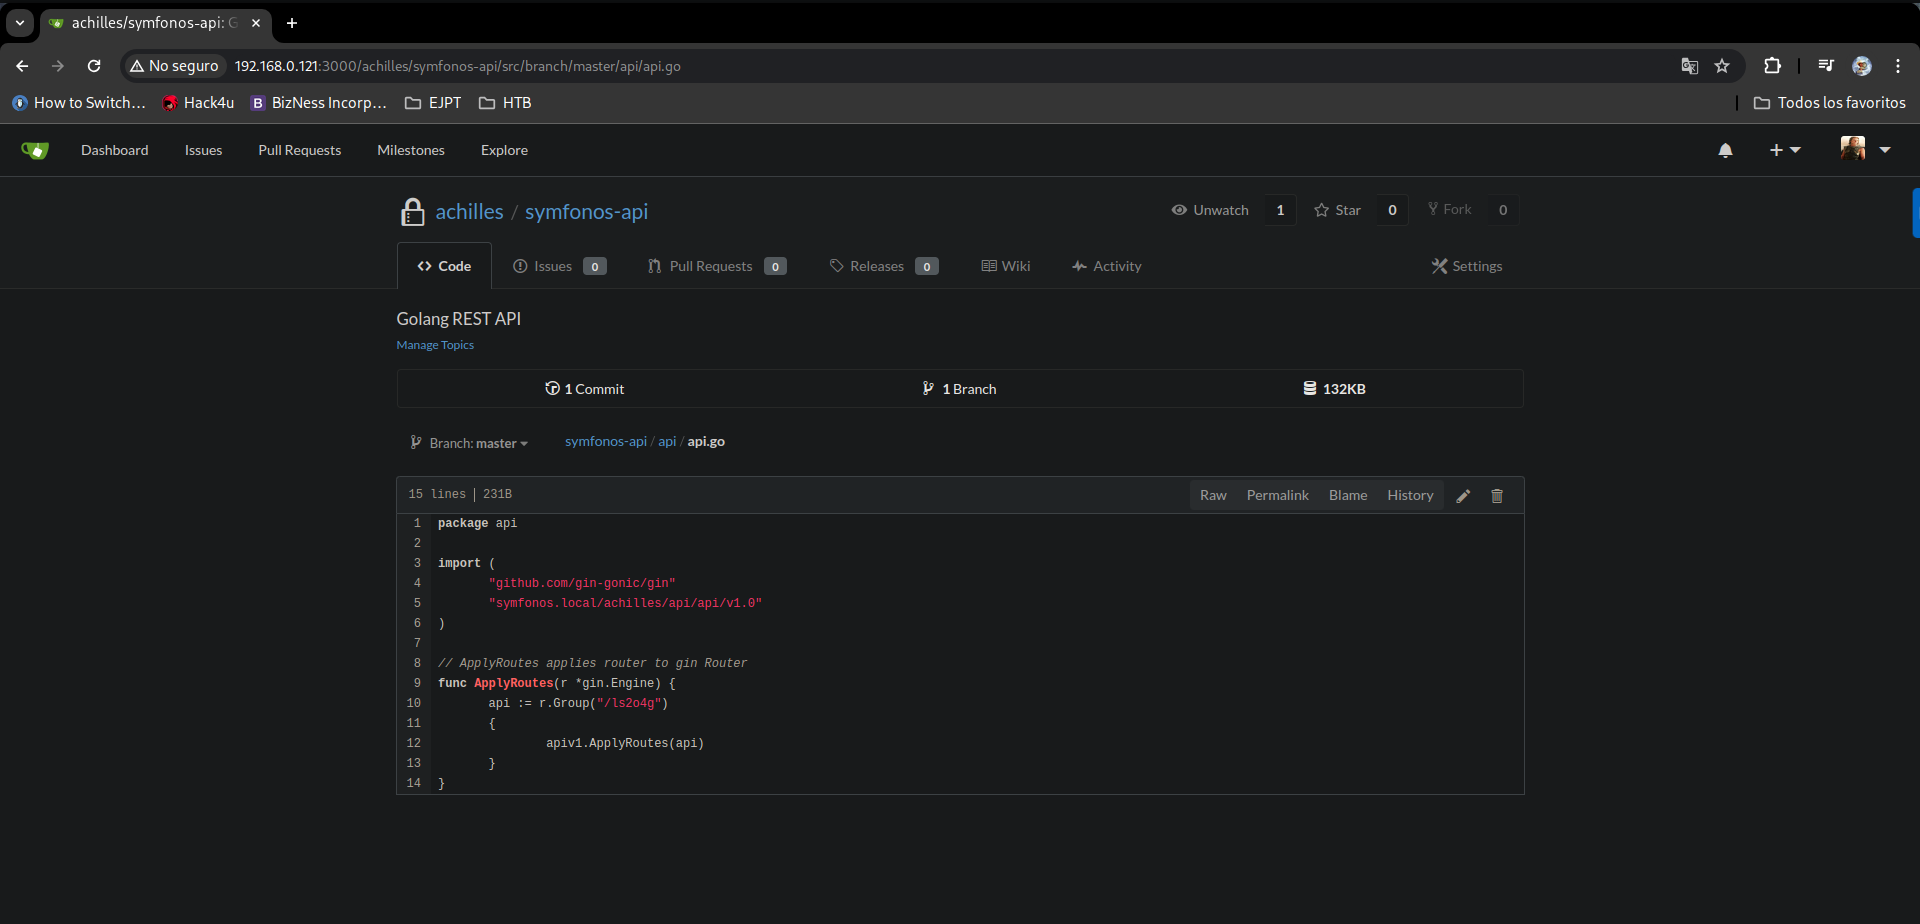 achilles/symfonos-api: G
No seguro 192.168.0.121:3000/achilles/symfonos-api/src/branch/master/api/api.go
How to Switch… Hack4u B BizNess Incorp… EJPT HTB Todos los favoritos
Dashboard Issues Pull Requests Milestones Explore
achilles / symfonos-api Unwatch 1 Star 0 Fork 0
Code Issues 0 Pull Requests 0 Releases 0 Wiki Activity Settings
Golang REST API
Manage Topics
1 Commit 1 Branch 132KB
Branch: master symfonos-api / api / api.go
15 lines | 231B Raw Permalink Blame History
1 package api
2
3 import (
4 "github.com/gin-gonic/gin"
5 "symfonos.local/achilles/api/api/v1.0"
6 )
7
8 // ApplyRoutes applies router to gin Router
9 func ApplyRoutes(r *gin.Engine) {
10 api := r.Group("/ls2o4g")
11 {
12 apiv1.ApplyRoutes(api)
13 }
14 }